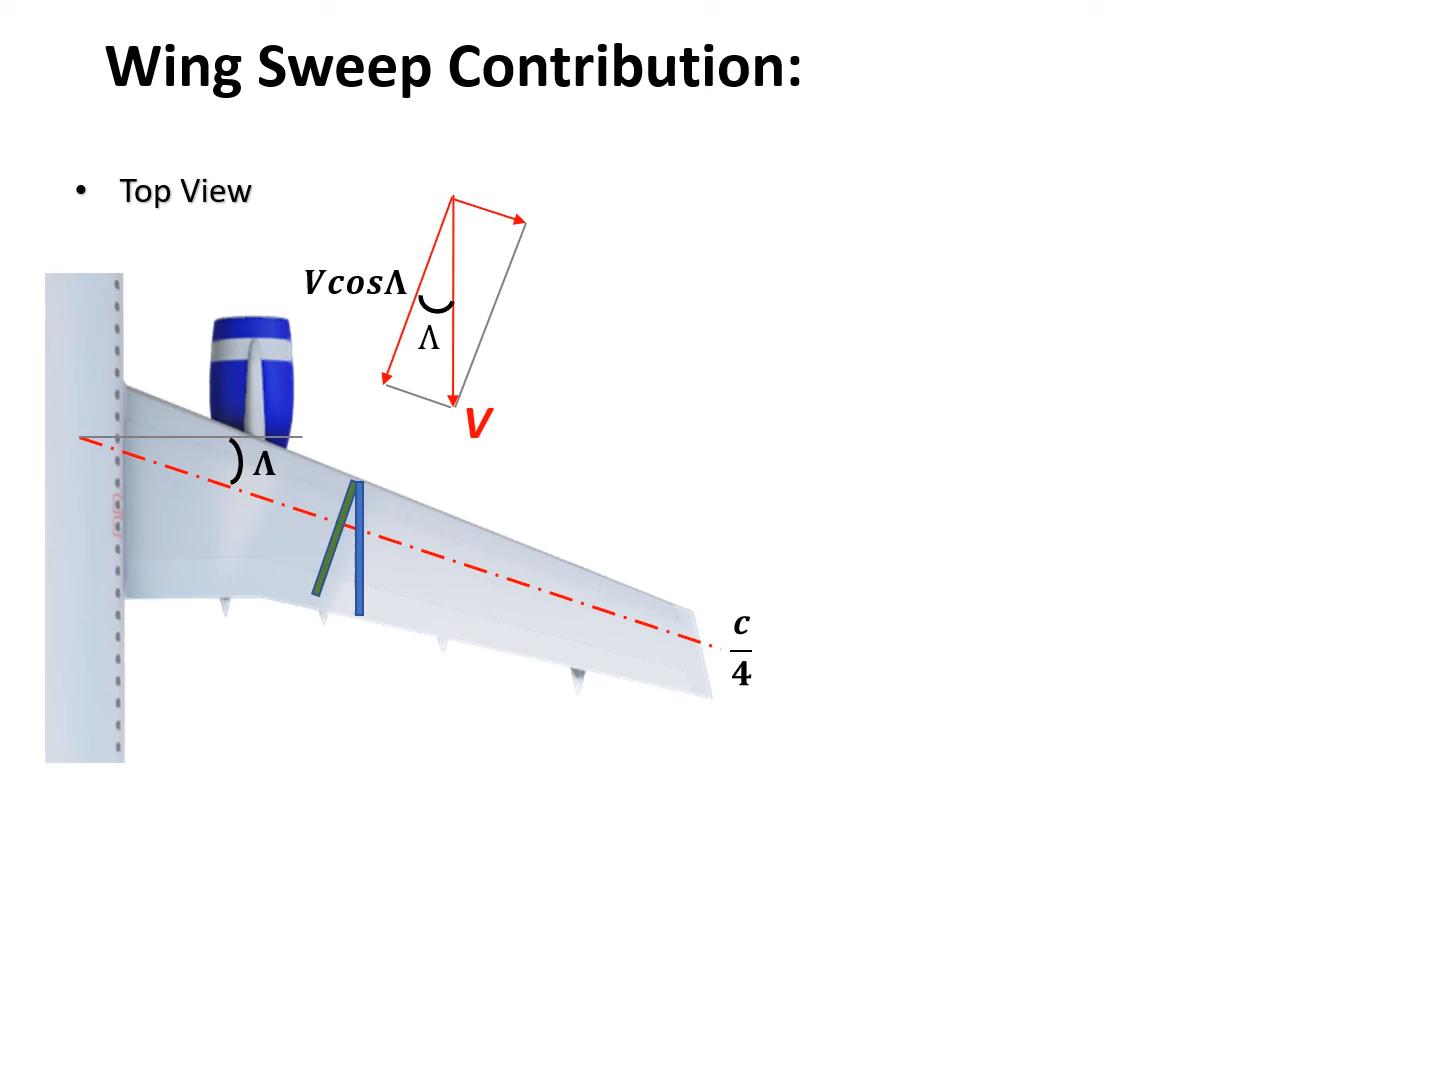 Wing Sweep Contribution:
• Top View
VcosΛ
Λ
V
Λ
c
4